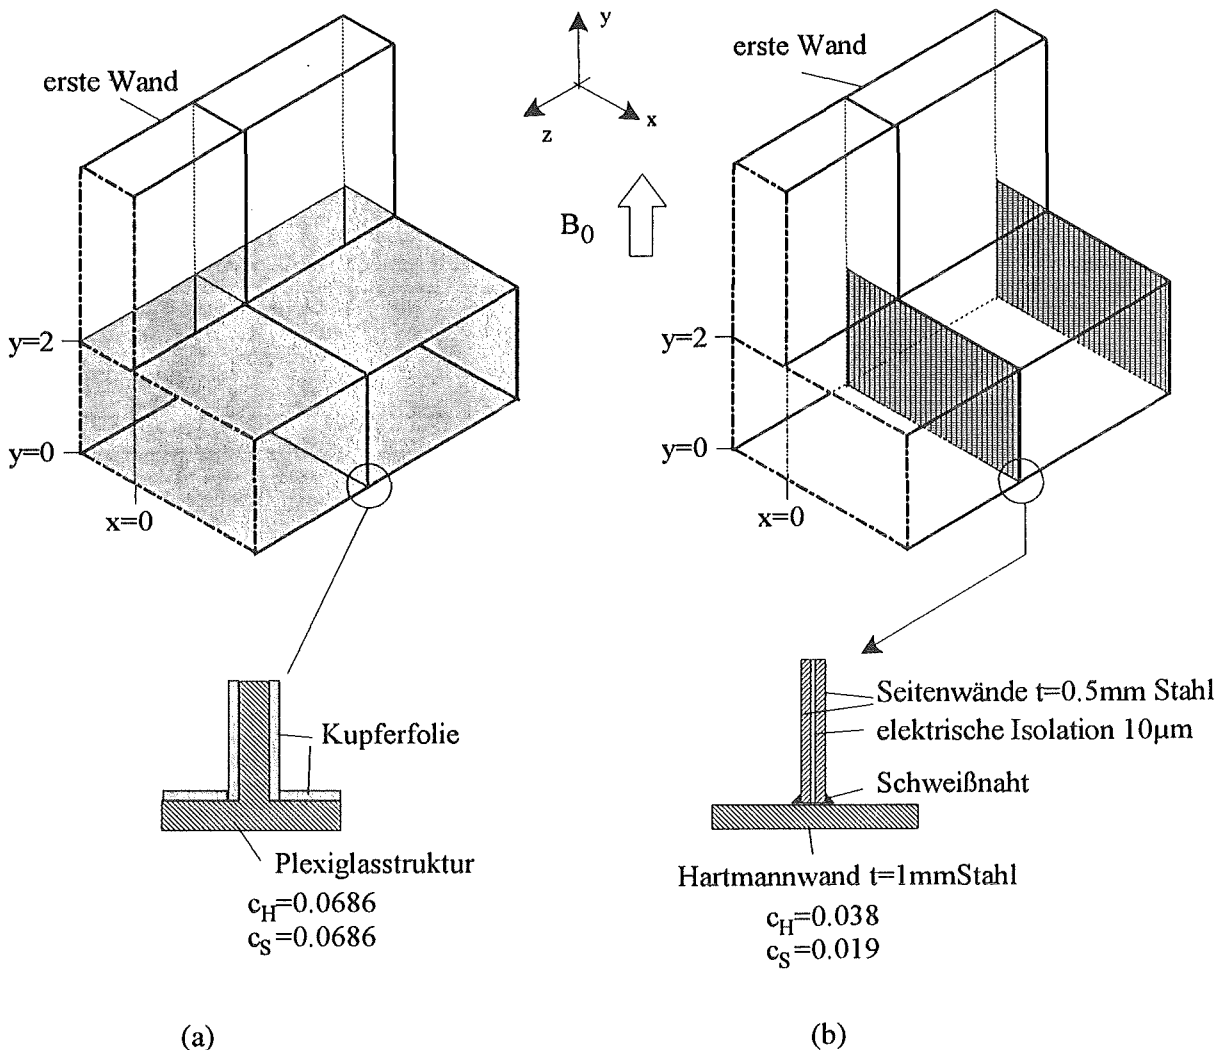 y
x
z
erste Wand
B0
y=2
y=0
x=0
Kupferfolie
Plexiglasstruktur
cH=0.0686
cS=0.0686
(a)
erste Wand
y=2
y=0
x=0
Seitenwände t=0.5mm Stahl
elektrische Isolation 10µm
Schweißnaht
Hartmannwand t=1mmStahl
cH=0.038
cS=0.019
(b)